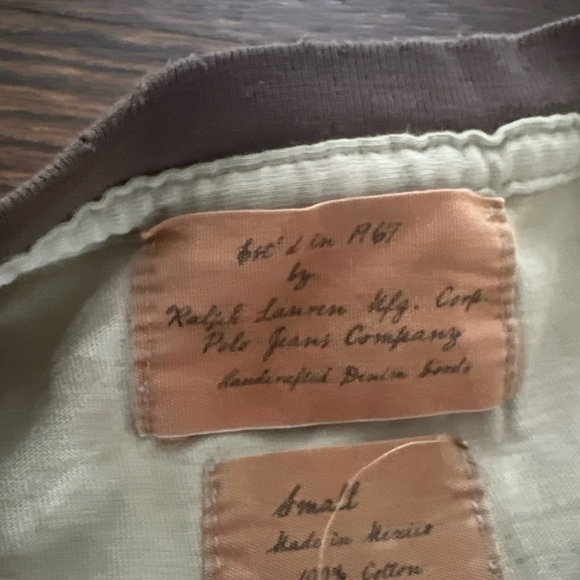 Est'd in 1967
by
Ralph Lauren Mfg. Corp.
Polo Jeans Company
Handcrafted Denim Goods
Small
Made in Mexico
100% Cotton